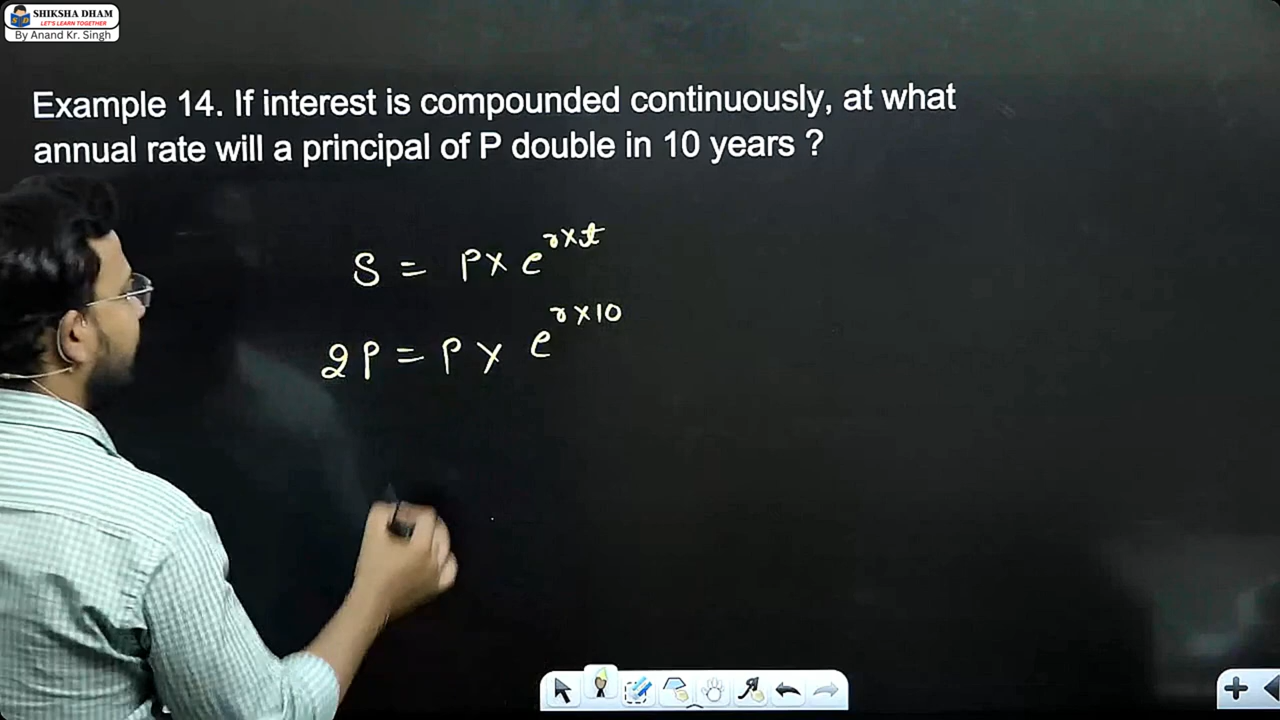 SHIKSHA DHAM
LET'S LEARN TOGETHER
By Anand Kr. Singh
Example 14. If interest is compounded continuously, at what
annual rate will a principal of P double in 10 years ?
S = P × e^{r×t}
2P = P × e^{r×10}